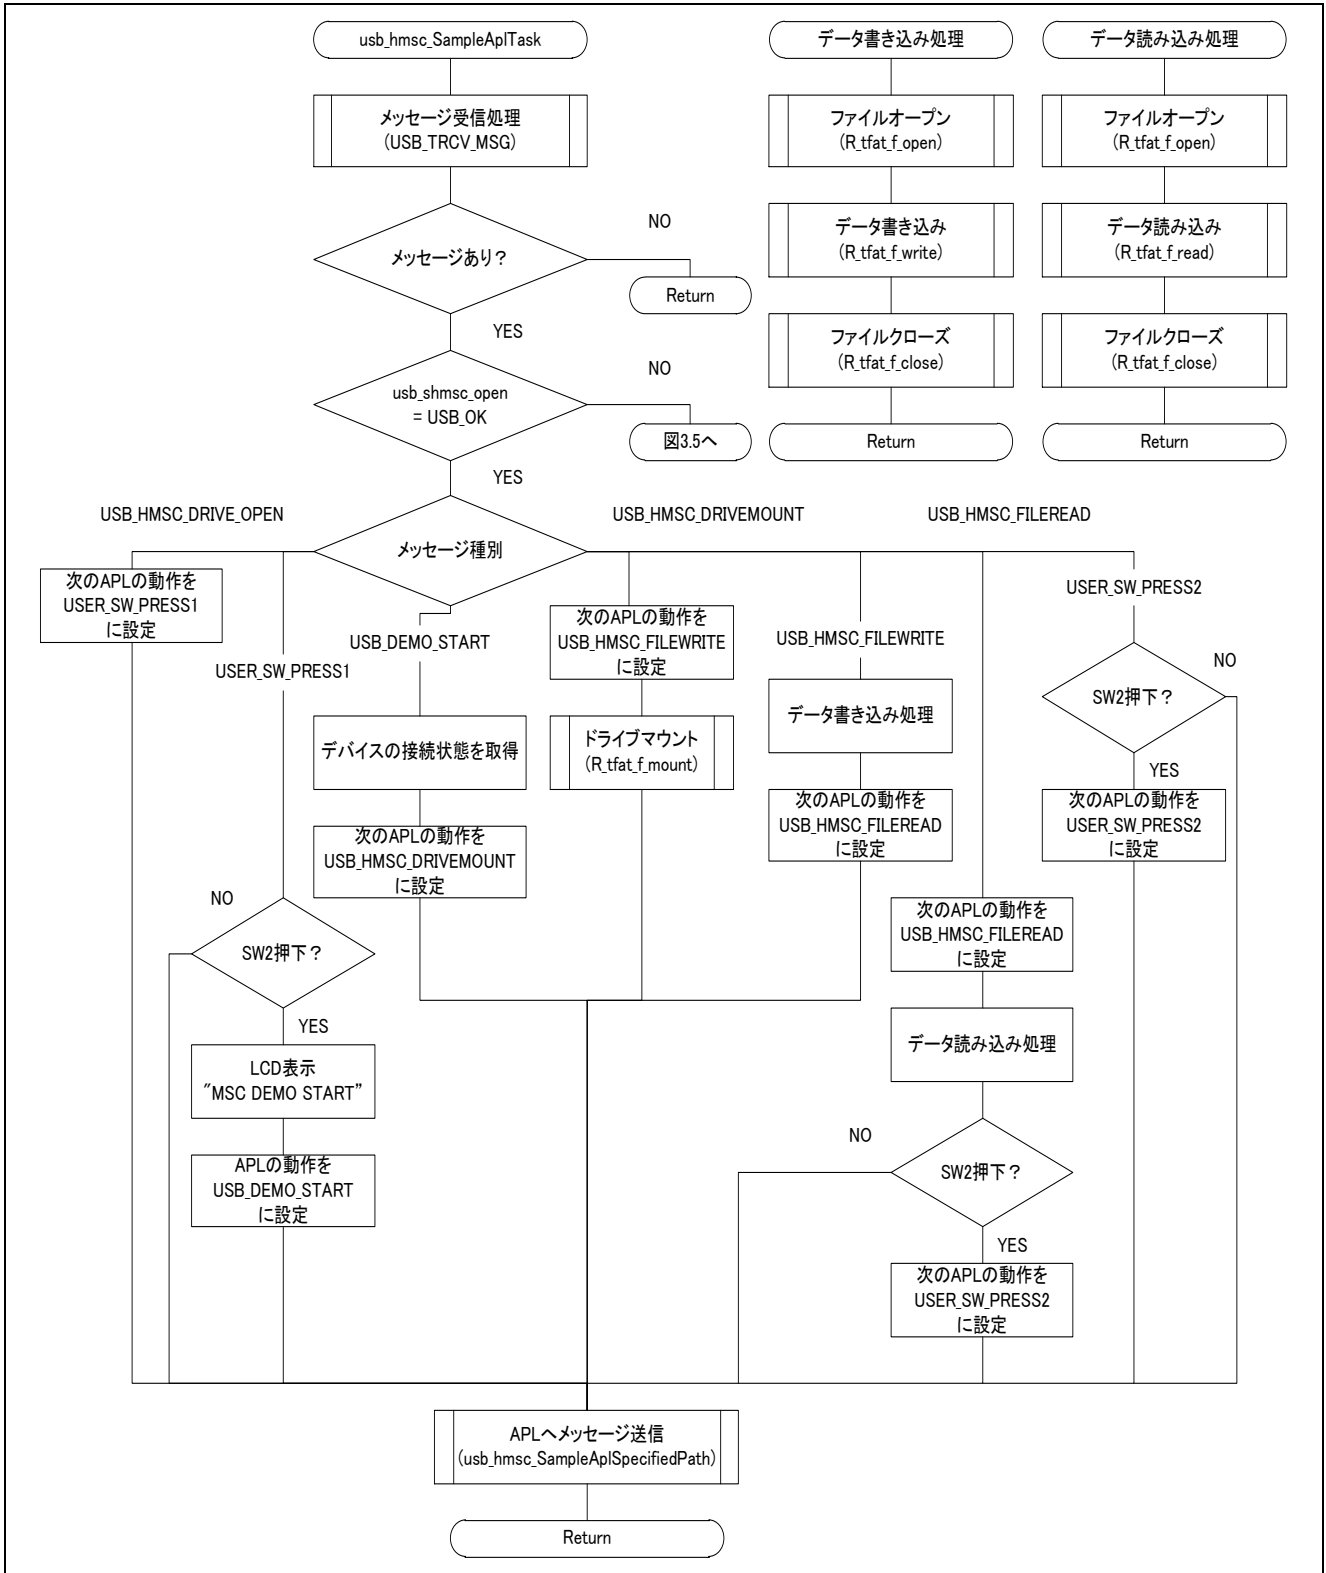 usb_hmsc_SampleAplTask
メッセージ受信処理
(USB_TRCV_MSG)
メッセージあり？
NO
Return
YES
usb_shmsc_open
= USB_OK
NO
図3.5へ
YES
データ書き込み処理
ファイルオープン
(R_tfat_f_open)
データ書き込み
(R_tfat_f_write)
ファイルクローズ
(R_tfat_f_close)
Return
データ読み込み処理
ファイルオープン
(R_tfat_f_open)
データ読み込み
(R_tfat_f_read)
ファイルクローズ
(R_tfat_f_close)
Return
メッセージ種別
USB_HMSC_DRIVE_OPEN
次のAPLの動作を
USER_SW_PRESS1
に設定
USER_SW_PRESS1
NO
SW2押下？
YES
LCD表示
"MSC DEMO START”
APLの動作を
USB_DEMO_START
に設定
USB_DEMO_START
デバイスの接続状態を取得
次のAPLの動作を
USB_HMSC_DRIVEMOUNT
に設定
USB_HMSC_DRIVEMOUNT
次のAPLの動作を
USB_HMSC_FILEWRITE
に設定
ドライブマウント
(R_tfat_f_mount)
USB_HMSC_FILEWRITE
データ書き込み処理
次のAPLの動作を
USB_HMSC_FILEREAD
に設定
USB_HMSC_FILEREAD
次のAPLの動作を
USB_HMSC_FILEREAD
に設定
データ読み込み処理
NO
SW2押下？
YES
次のAPLの動作を
USER_SW_PRESS2
に設定
USER_SW_PRESS2
NO
SW2押下？
YES
次のAPLの動作を
USER_SW_PRESS2
に設定
APLへメッセージ送信
(usb_hmsc_SampleAplSpecifiedPath)
Return